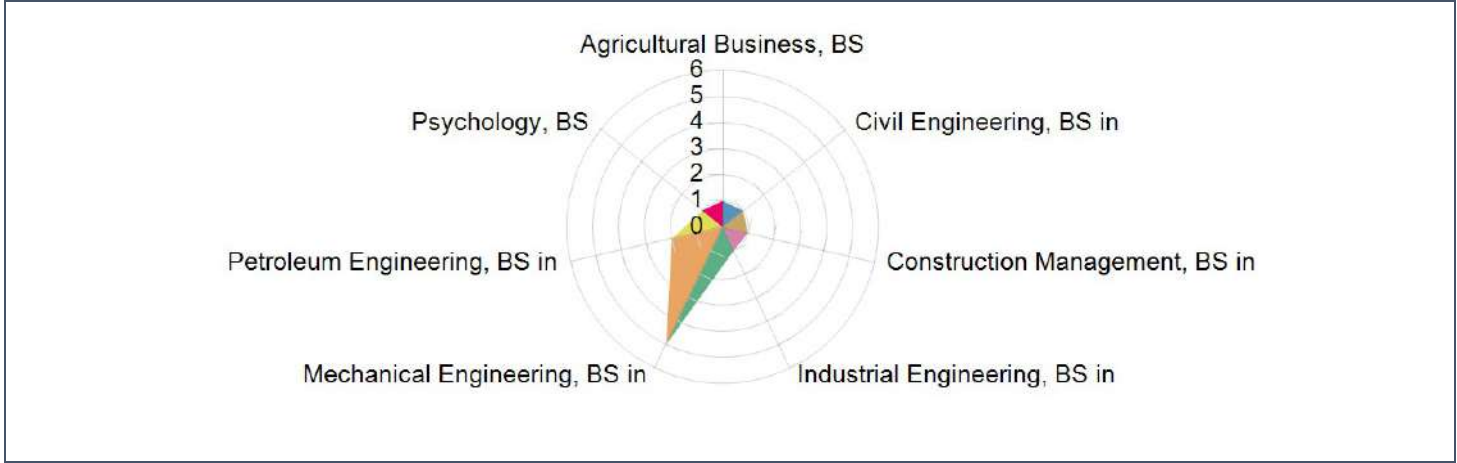 Agricultural Business, BS
6
5
4
3
2
1
0
Psychology, BS
Civil Engineering, BS in
Petroleum Engineering, BS in
Construction Management, BS in
Mechanical Engineering, BS in
Industrial Engineering, BS in